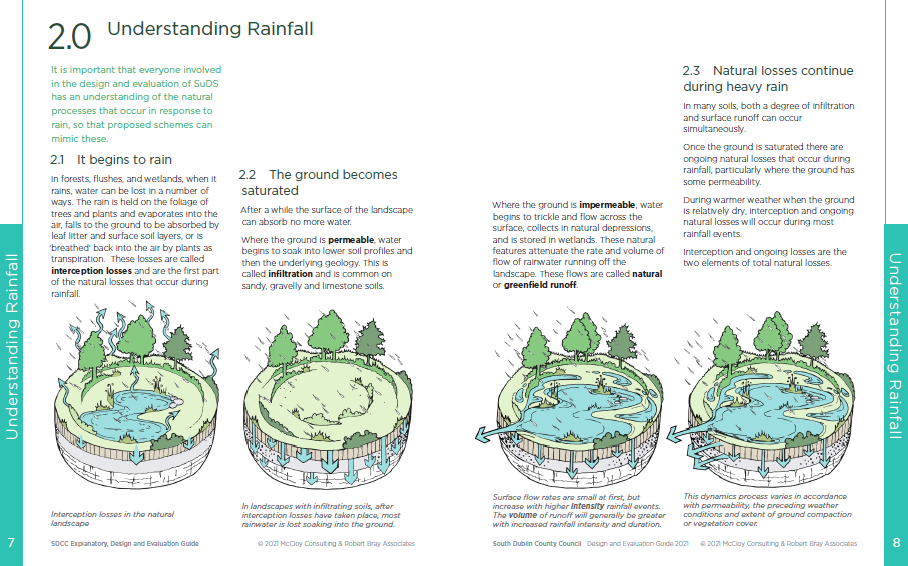 2.0 Understanding Rainfall
It is important that everyone involved
in the design and evaluation of SuDS
has an understanding of the natural
processes that occur in response to
rain, so that proposed schemes can
mimic these.
2.1 It begins to rain
In forests, flushes, and wetlands, when it
rains, water can be lost in a number of
ways. The rain is held on the foliage of
trees and plants and evaporates into the
air, falls to the ground to be absorbed by
leaf litter and surface soil layers, or is
'breathed' back into the air by plants as
transpiration. These losses are called
interception losses and are the first part
of the natural losses that occur during
rainfall.
Interception losses in the natural
landscape
2.2 The ground becomes
saturated
After a while the surface of the landscape
can absorb no more water.
Where the ground is permeable, water
begins to soak into lower soil profiles and
then the underlying geology. This is
called infiltration and is common on
sandy, gravelly and limestone soils.
In landscapes with infiltrating soils, after
interception losses have taken place, most
rainwater is lost soaking into the ground.
Understanding Rainfall
7
SDCC Explanatory, Design and Evaluation Guide
© 2021 McCloy Consulting & Robert Bray Associates
Where the ground is impermeable, water
begins to trickle and flow across the
surface, collects in natural depressions,
and is stored in wetlands. These natural
features attenuate the rate and volume of
flow of rainwater running off the
landscape. These flows are called natural
or greenfield runoff.
Surface flow rates are small at first, but
increase with higher intensity rainfall events.
The volume of runoff will generally be greater
with increased rainfall intensity and duration.
2.3 Natural losses continue
during heavy rain
In many soils, both a degree of infiltration
and surface runoff can occur
simultaneously.
Once the ground is saturated there are
ongoing natural losses that occur during
rainfall, particularly where the ground has
some permeability.
During warmer weather when the ground
is relatively dry, interception and ongoing
natural losses will occur during most
rainfall events.
Interception and ongoing losses are the
two elements of total natural losses.
This dynamics process varies in accordance
with permeability, the preceding weather
conditions and extent of ground compaction
or vegetation cover.
South Dublin County Council Design and Evaluation Guide 2021 © 2021 McCloy Consulting & Robert Bray Associates
Understanding Rainfall
8